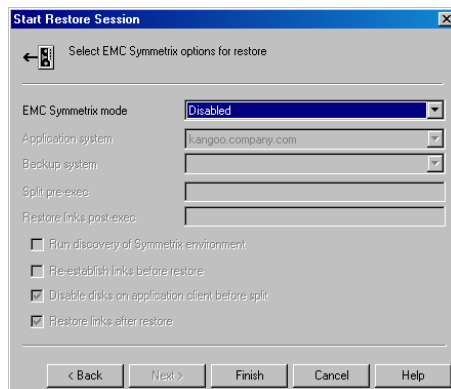 Start Restore Session
Select EMC Symmetrix options for restore
EMC Symmetrix mode Disabled
Application system kangoo.company.com
Backup system
Split pre-exec
Restore links post-exec
Run discovery of Symmetrix environment
Re-establish links before restore
Disable disks on application client before split
Restore links after restore
< Back Next > Finish Cancel Help